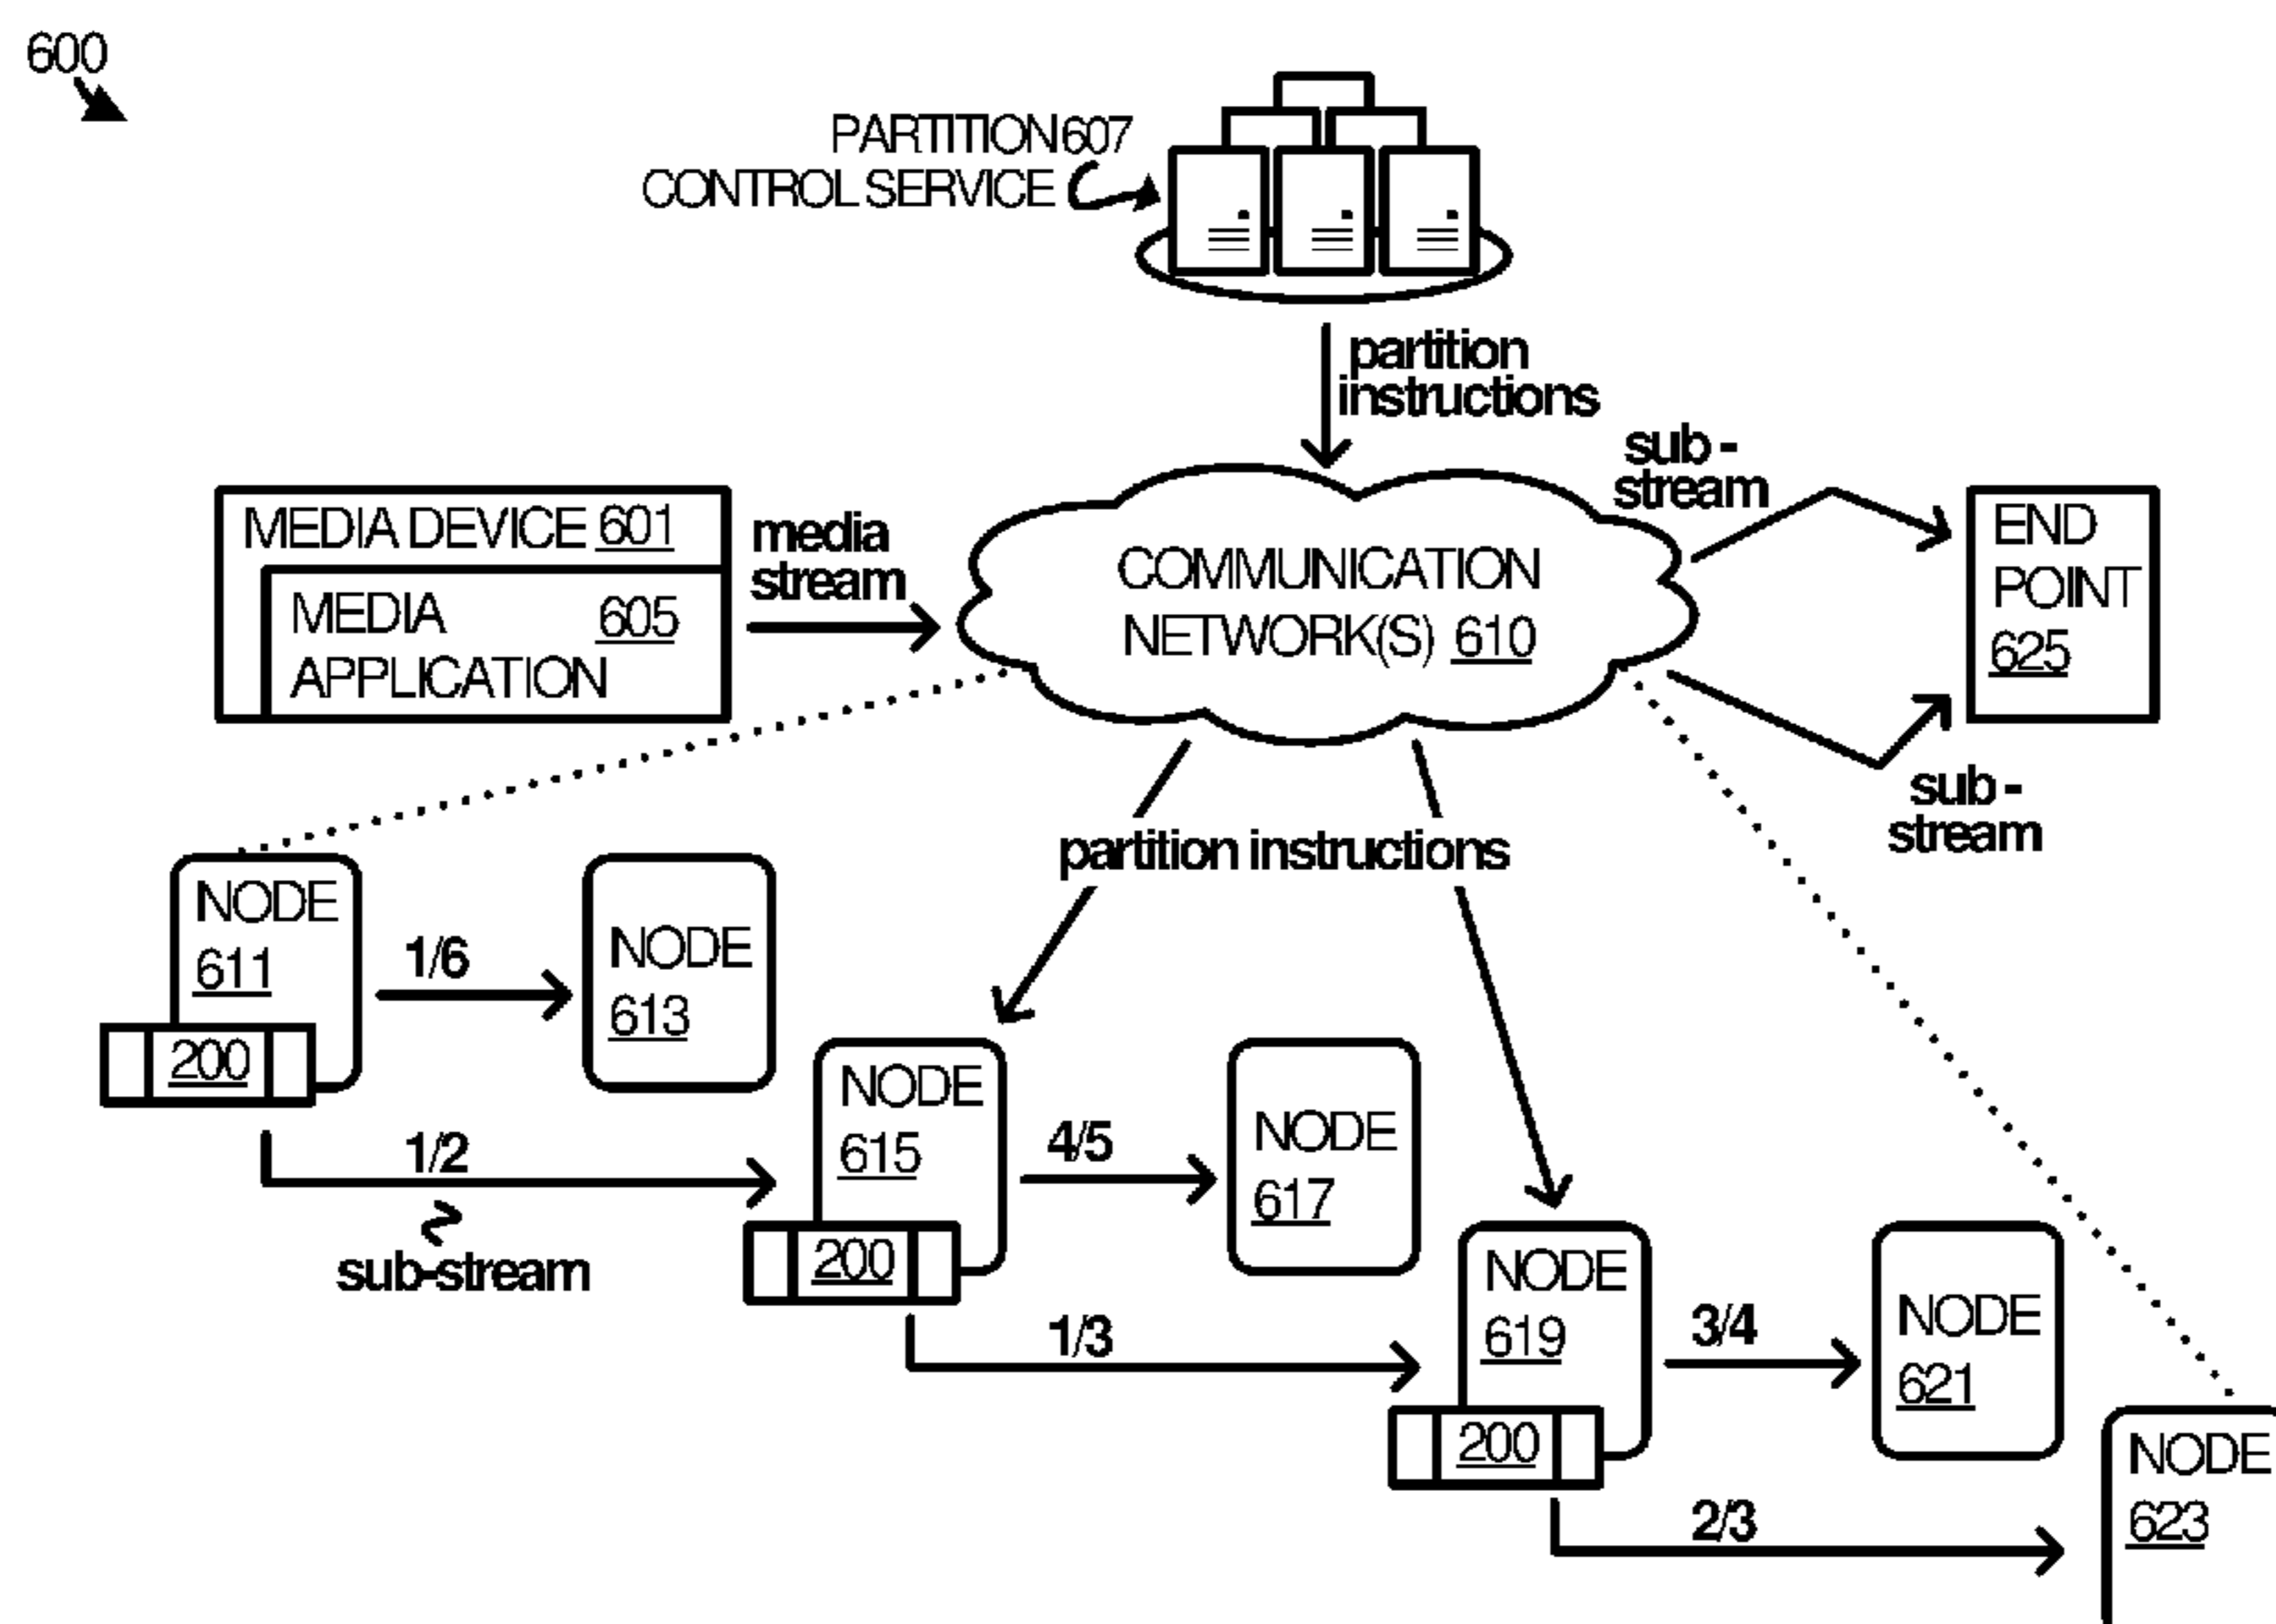 600
PARTITION 607
CONTROL SERVICE
partition
instructions
sub -
stream
MEDIA DEVICE 601
MEDIA 605
APPLICATION
media
stream
COMMUNICATION
NETWORK(S) 610
END
POINT
625
sub -
stream
partition instructions
NODE
611
200
1/6
NODE
613
1/2
sub-stream
NODE
615
200
4/5
NODE
617
1/3
NODE
619
200
3/4
NODE
621
2/3
NODE
623